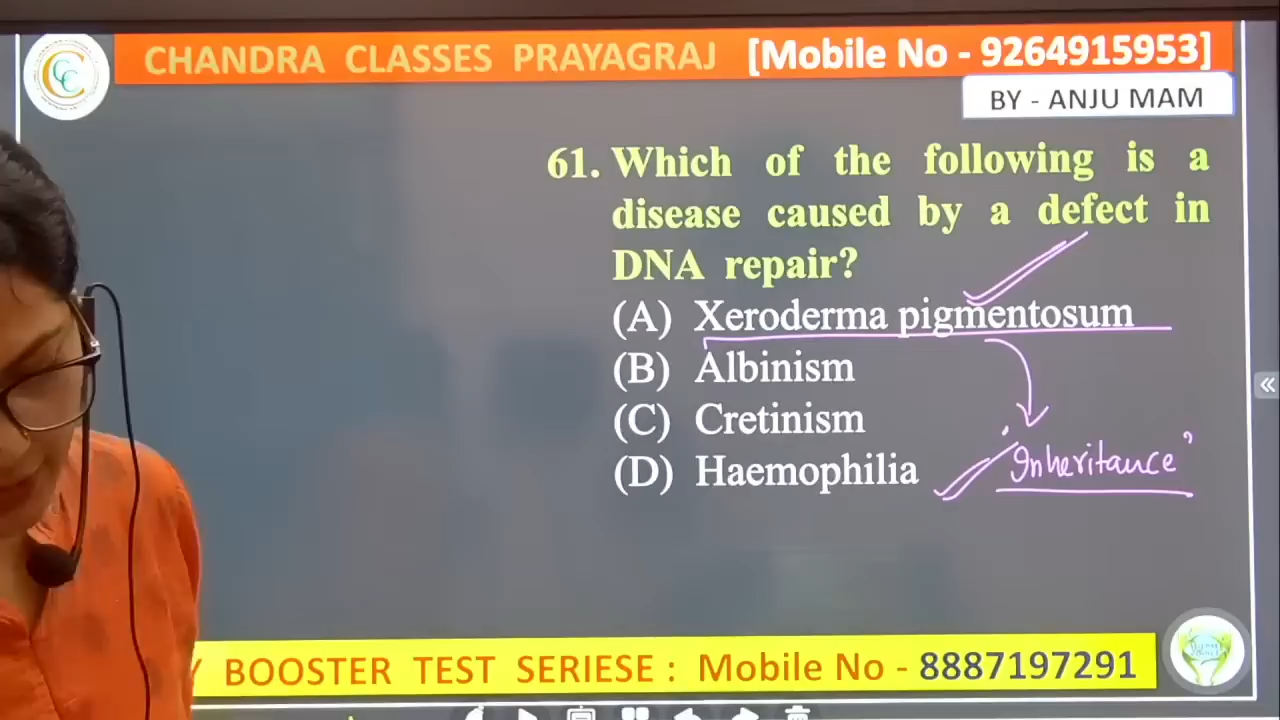 CHANDRA CLASSES PRAYAGRAJ [Mobile No - 9264915953]
BY - ANJU MAM
61. Which of the following is a
disease caused by a defect in
DNA repair?
(A) Xeroderma pigmentosum
(B) Albinism
(C) Cretinism
(D) Haemophilia
"Inheritance"
BOOSTER TEST SERIESE : Mobile No - 8887197291